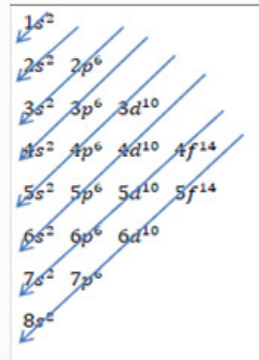 1s²
2s² 2p⁶
3s² 3p⁶ 3d¹⁰
4s² 4p⁶ 4d¹⁰ 4f¹⁴
5s² 5p⁶ 5d¹⁰ 5f¹⁴
6s² 6p⁶ 6d¹⁰
7s² 7p⁶
8s²